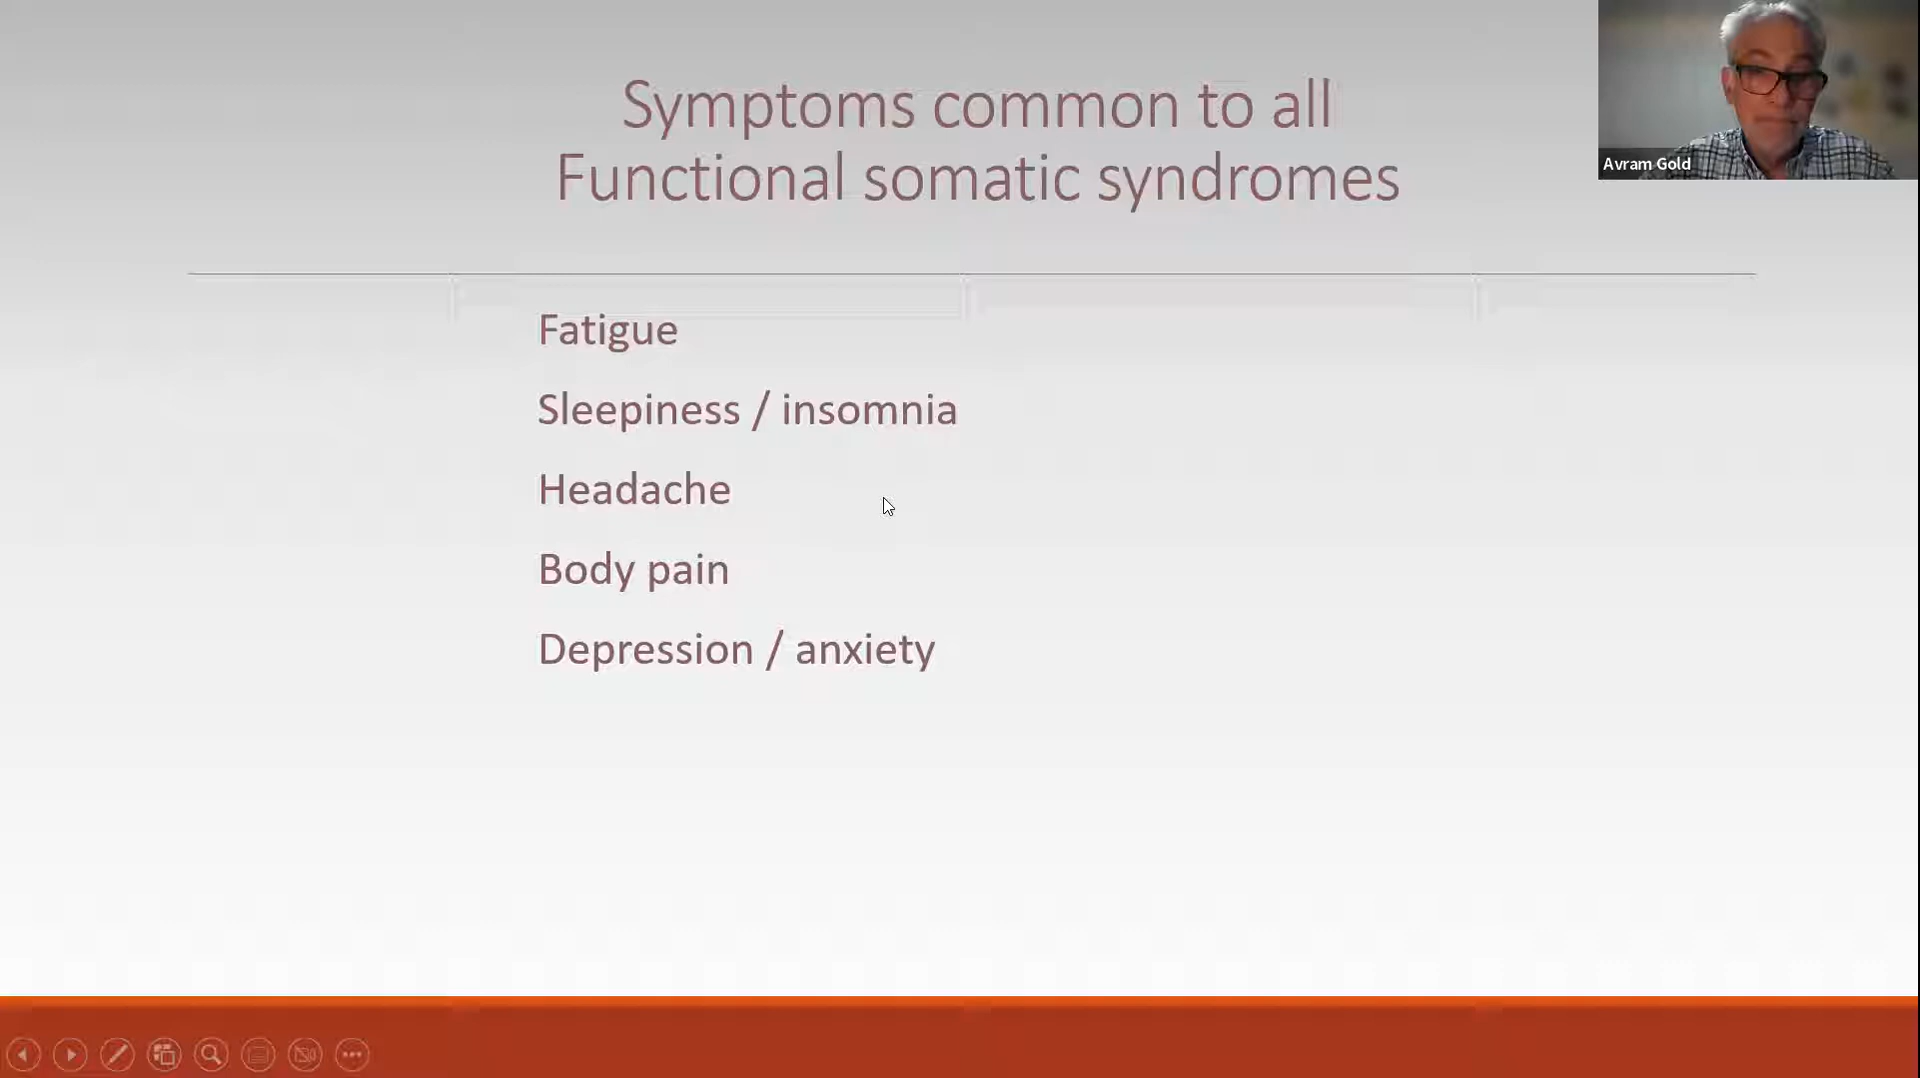 Symptoms common to all
Functional somatic syndromes
Avram Gold
Fatigue
Sleepiness / insomnia
Headache
Body pain
Depression / anxiety